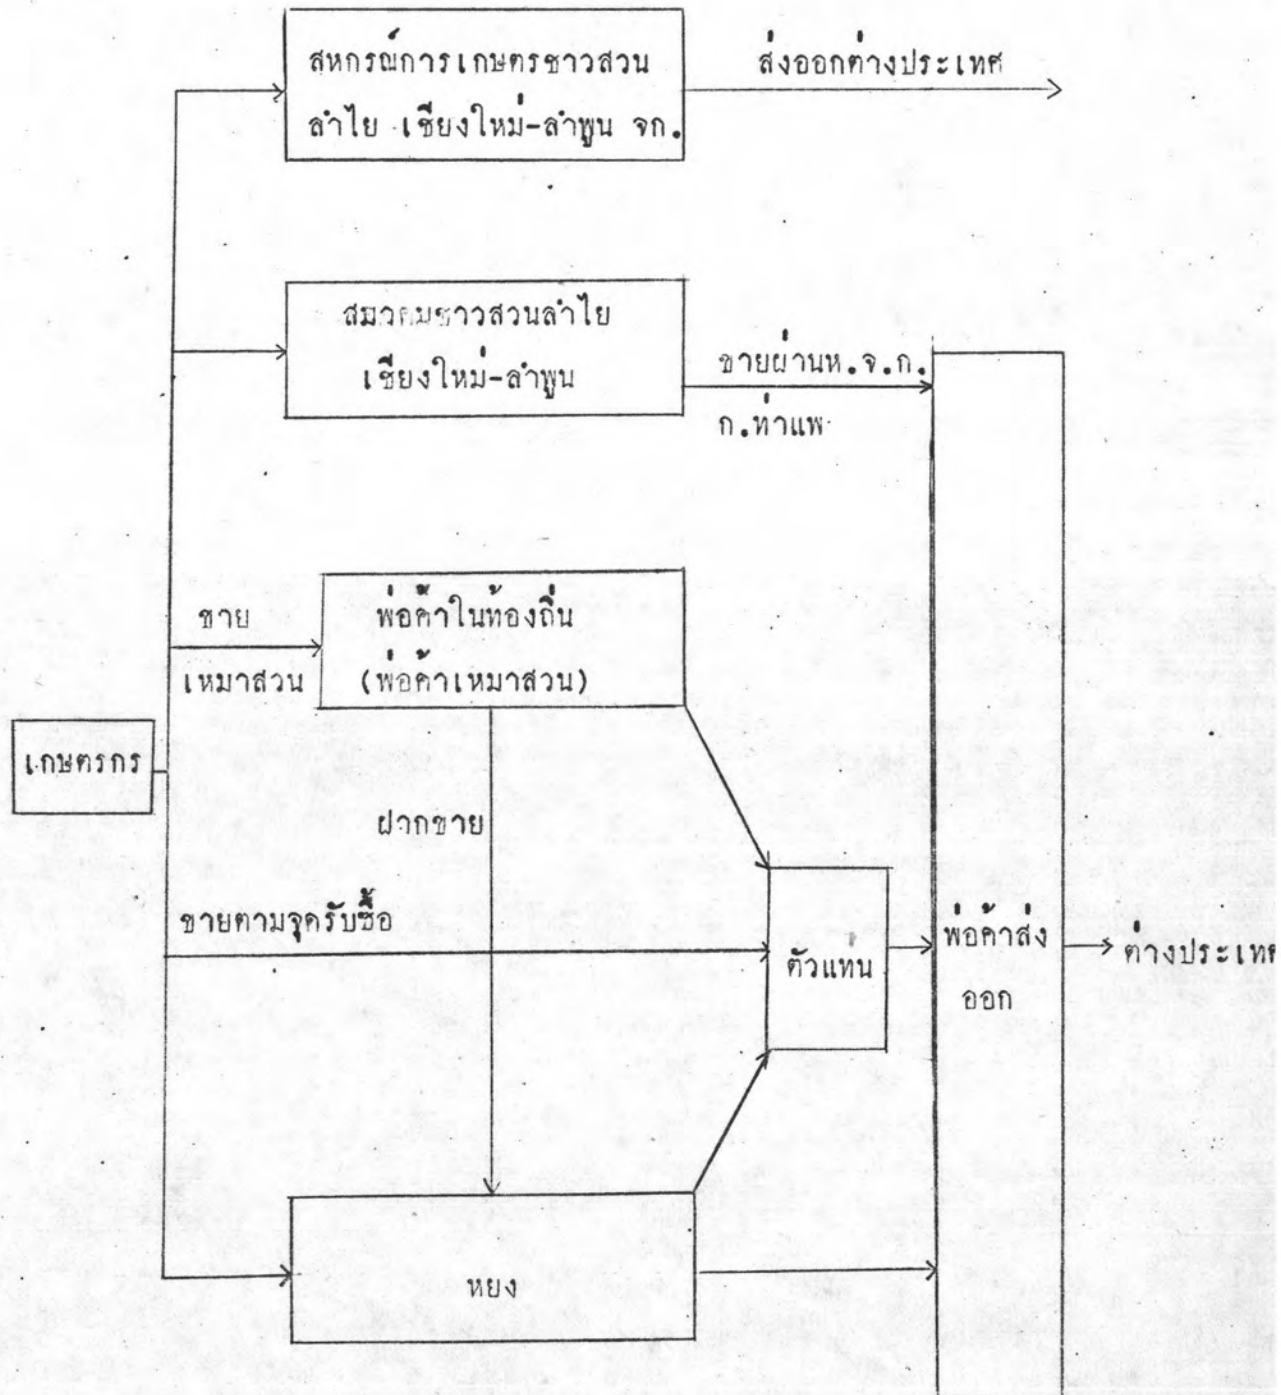 สหกรณ์การเกษตรชาวสวน
ลำไย เชียงใหม่-ลำพูน จก.
ส่งออกต่างประเทศ
สมาคมชาวสวนลำไย
เชียงใหม่-ลำพูน
ขายผ่านห.จ.ก.
ก.ท่าแพ
ขาย
เหมาสวน
พ่อค้าในท้องถิ่น
(พ่อค้าเหมาสวน)
เกษตรกร
ฝากขาย
ขายตามจุดรับซื้อ
ตัวแทน
พ่อค้าส่ง
ออก
ต่างประเทศ
หยง